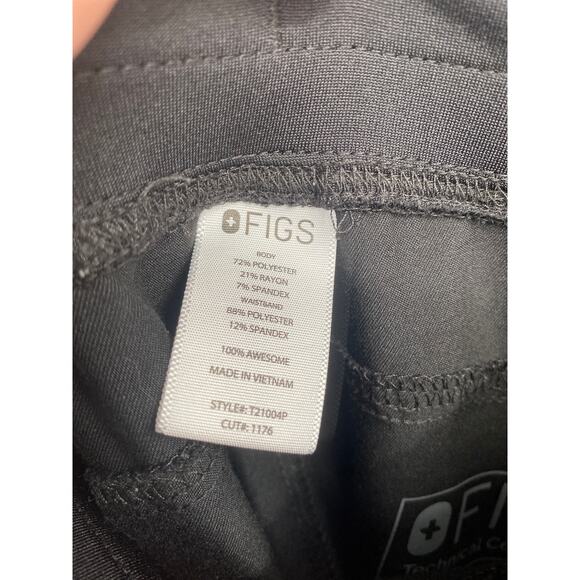 FIGS
BODY
72% POLYESTER
21% RAYON
7% SPANDEX
WAISTBAND
88% POLYESTER
12% SPANDEX
100% AWESOME
MADE IN VIETNAM
STYLE#: T21004P
CUT#: 1176
Technical